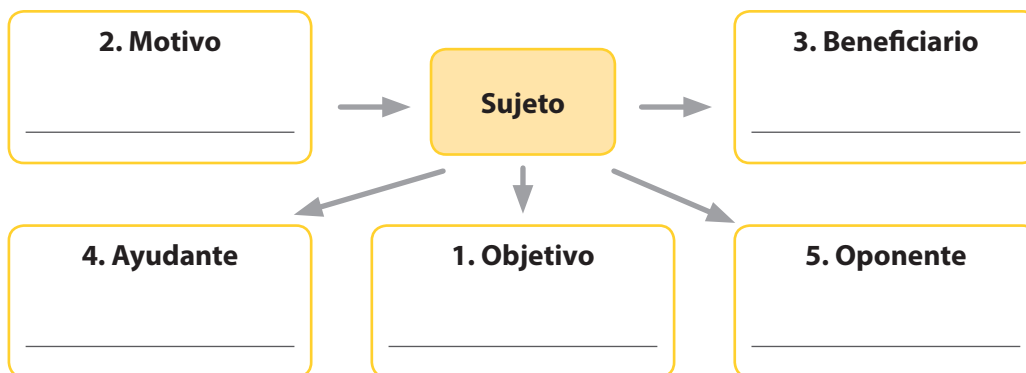 2. Motivo
Sujeto
3. Beneficiario
4. Ayudante
1. Objetivo
5. Oponente